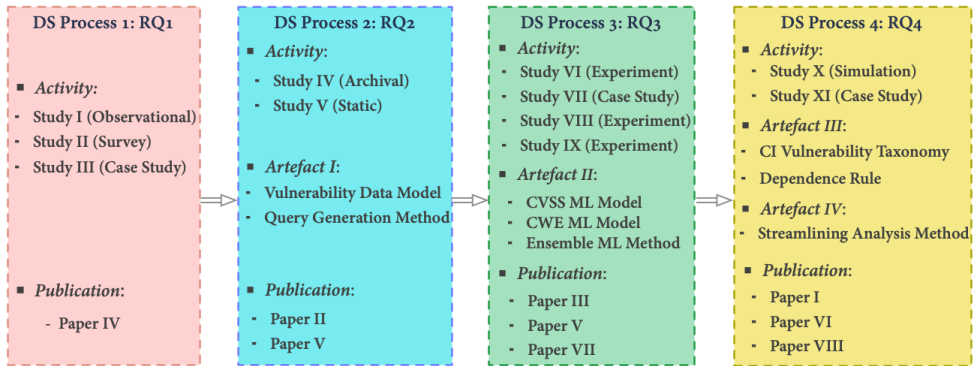 DS Process 1: RQ1
Activity:
Study I (Observational)
Study II (Survey)
Study III (Case Study)
Publication:
- Paper IV
DS Process 2: RQ2
Activity:
Study IV (Archival)
Study V (Static)
Artefact I:
Vulnerability Data Model
Query Generation Method
Publication:
Paper II
Paper V
DS Process 3: RQ3
Activity:
Study VI (Experiment)
Study VII (Case Study)
Study VIII (Experiment)
Study IX (Experiment)
Artefact II:
CVSS ML Model
CWE ML Model
Ensemble ML Method
Publication:
Paper III
Paper V
Paper VII
DS Process 4: RQ4
Activity:
Study X (Simulation)
Study XI (Case Study)
Artefact III:
CI Vulnerability Taxonomy
Dependence Rule
Artefact IV:
Streamlining Analysis Method
Publication:
Paper I
Paper VI
Paper VIII